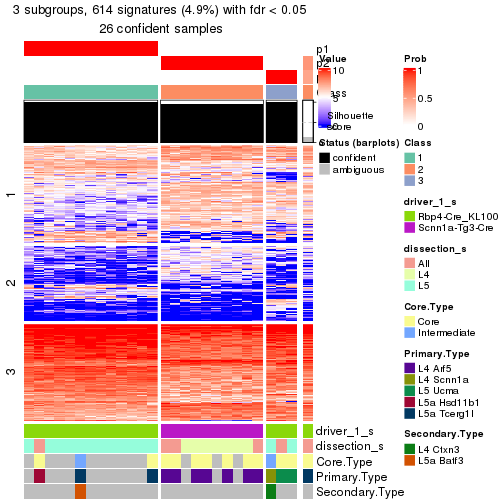 3 subgroups, 614 signatures (4.9%) with fdr < 0.05
26 confident samples
p1
p2
Value
10
5
0
Silhouette
score
Prob
1
0.5
0
Status (barplots)
confident
ambiguous
Class
1
2
3
driver_1_s
Rbp4-Cre_KL100
Scnn1a-Tg3-Cre
dissection_s
All
L4
L5
Core.Type
Core
Intermediate
Primary.Type
L4 Arf5
L4 Scnn1a
L5 Ucma
L5a Hsd11b1
L5a Tcerg1l
Secondary.Type
L4 Ctxn3
L5a Batf3
1
2
3
driver_1_s
dissection_s
Core.Type
Primary.Type
Secondary.Type